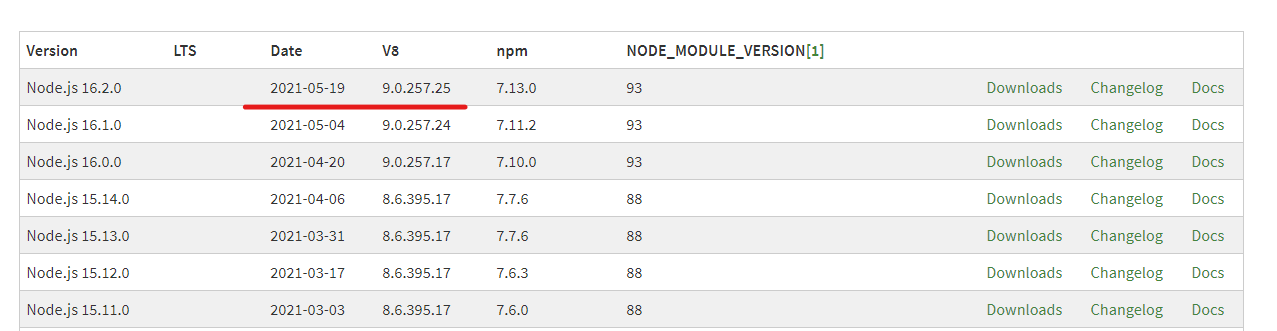 Version LTS Date V8 npm NODE_MODULE_VERSION[1]
Node.js 16.2.0 2021-05-19 9.0.257.25 7.13.0 93 Downloads Changelog Docs
Node.js 16.1.0 2021-05-04 9.0.257.24 7.11.2 93 Downloads Changelog Docs
Node.js 16.0.0 2021-04-20 9.0.257.17 7.10.0 93 Downloads Changelog Docs
Node.js 15.14.0 2021-04-06 8.6.395.17 7.7.6 88 Downloads Changelog Docs
Node.js 15.13.0 2021-03-31 8.6.395.17 7.7.6 88 Downloads Changelog Docs
Node.js 15.12.0 2021-03-17 8.6.395.17 7.6.3 88 Downloads Changelog Docs
Node.js 15.11.0 2021-03-03 8.6.395.17 7.6.0 88 Downloads Changelog Docs